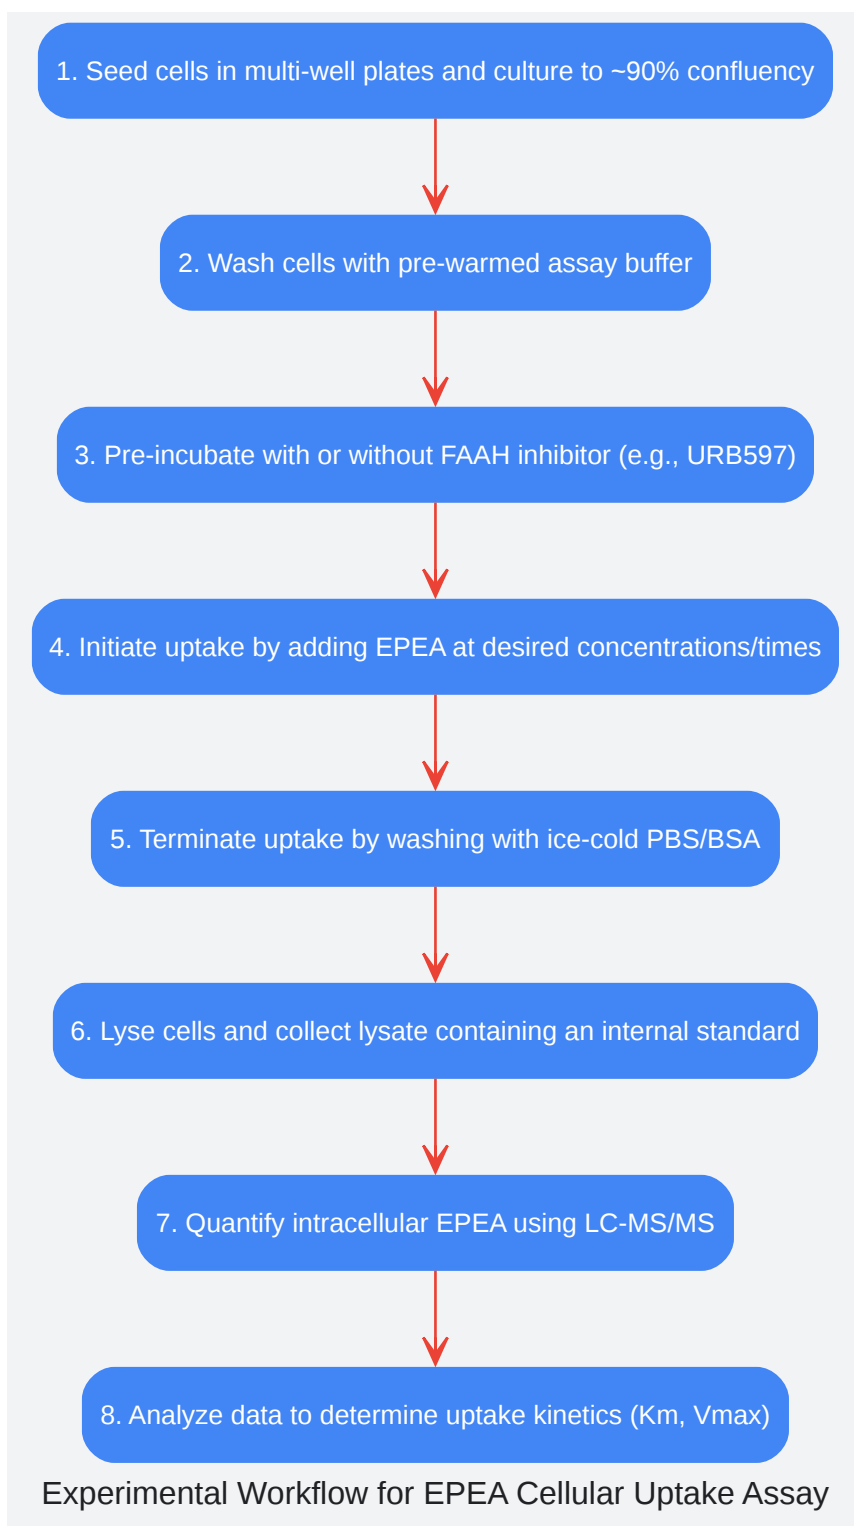 1. Seed cells in multi-well plates and culture to ~90% confluency
2. Wash cells with pre-warmed assay buffer
3. Pre-incubate with or without FAAH inhibitor (e.g., URB597)
4. Initiate uptake by adding EPEA at desired concentrations/times
5. Terminate uptake by washing with ice-cold PBS/BSA
6. Lyse cells and collect lysate containing an internal standard
7. Quantify intracellular EPEA using LC-MS/MS
8. Analyze data to determine uptake kinetics (Km, Vmax)
Experimental Workflow for EPEA Cellular Uptake Assay